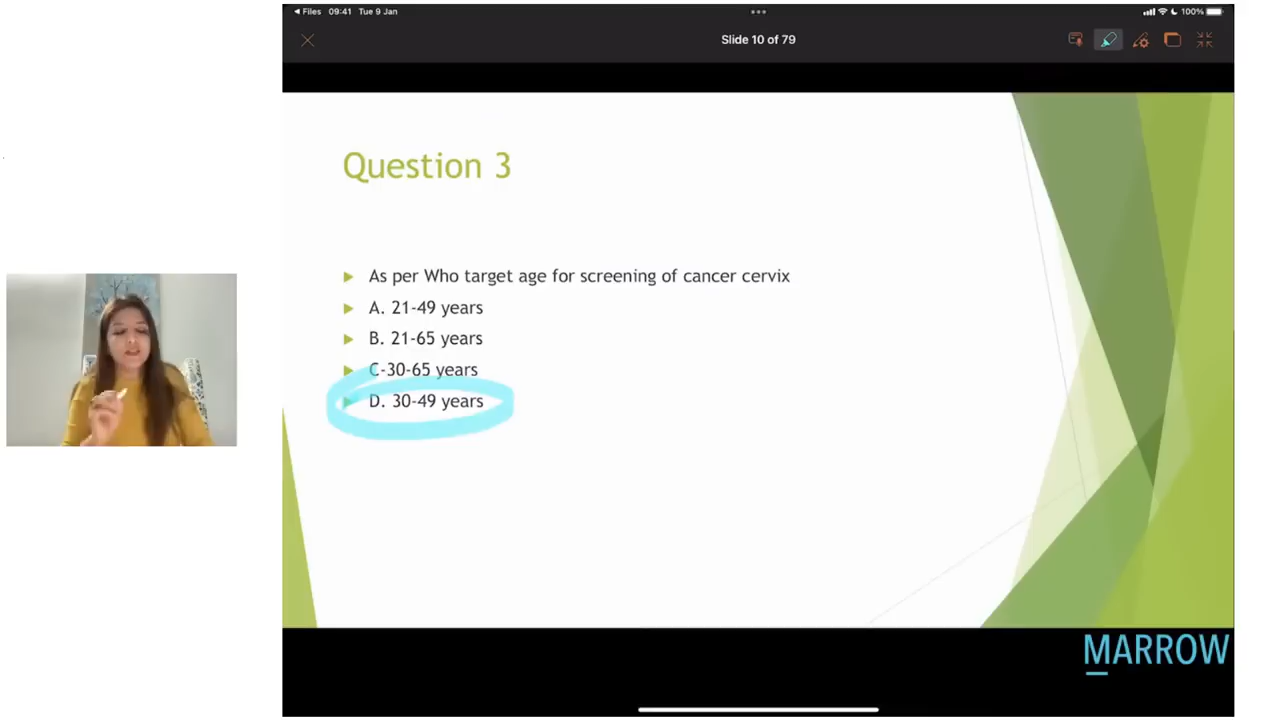 Files 09:41 Tue 9 Jan
100%
Slide 10 of 79
Question 3
As per Who target age for screening of cancer cervix
A. 21-49 years
B. 21-65 years
C-30-65 years
D. 30-49 years
MARROW